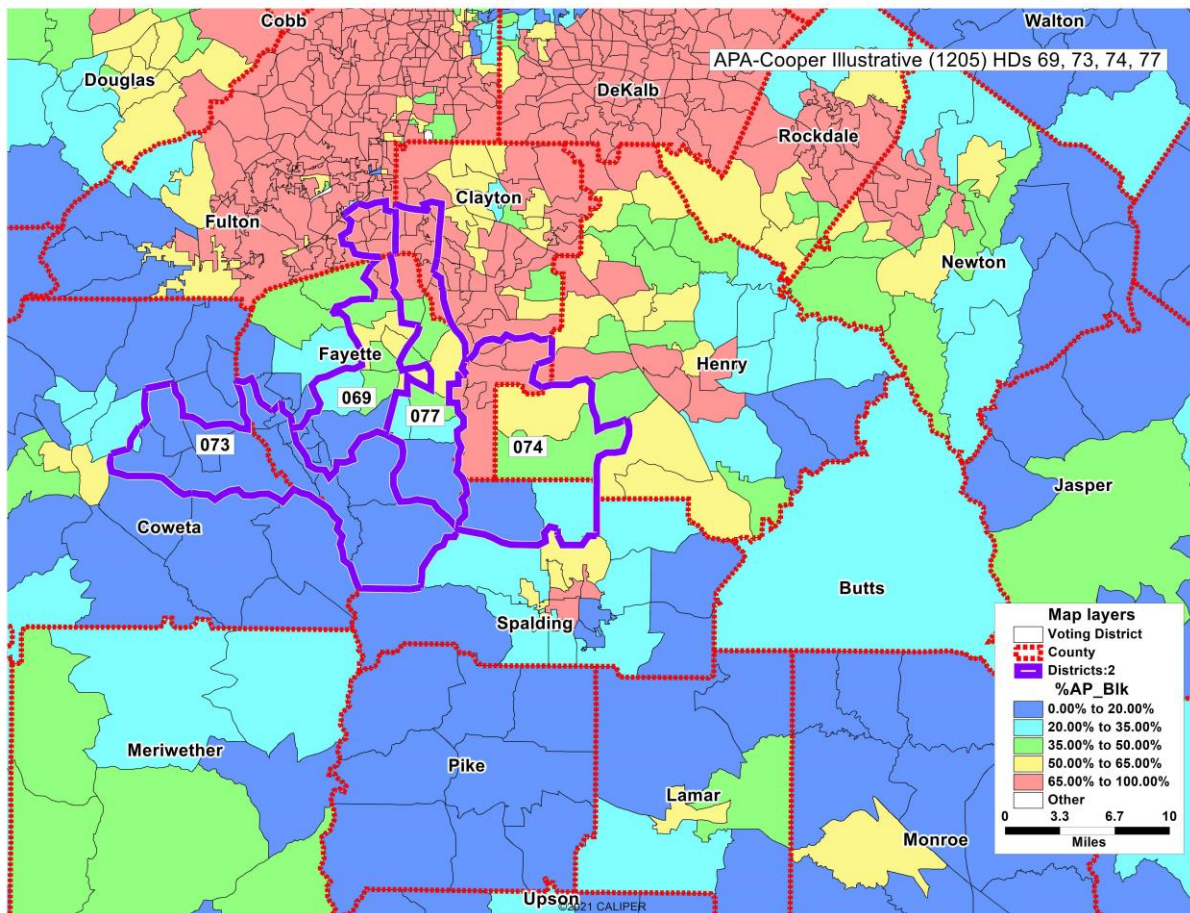 Cobb
Walton
APA-Cooper Illustrative (1205) HDs 69, 73, 74, 77
Douglas
DeKalb
Rockdale
Clayton
Fulton
Newton
Fayette
Henry
069
077
073
074
Jasper
Coweta
Butts
Spalding
Map layers
Voting District
County
Districts:2
%AP_Blk
0.00% to 20.00%
20.00% to 35.00%
35.00% to 50.00%
50.00% to 65.00%
65.00% to 100.00%
Other
0 3.3 6.7 10
Miles
Meriwether
Pike
Lamar
Monroe
Upson
©2021 CALIPER